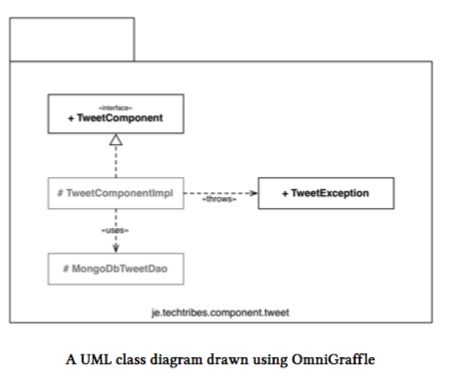 «interface»
+ TweetComponent
# TweetComponentImpl
«throws»
+ TweetException
«uses»
# MongoDbTweetDao
je.techtribes.component.tweet
A UML class diagram drawn using OmniGraffle